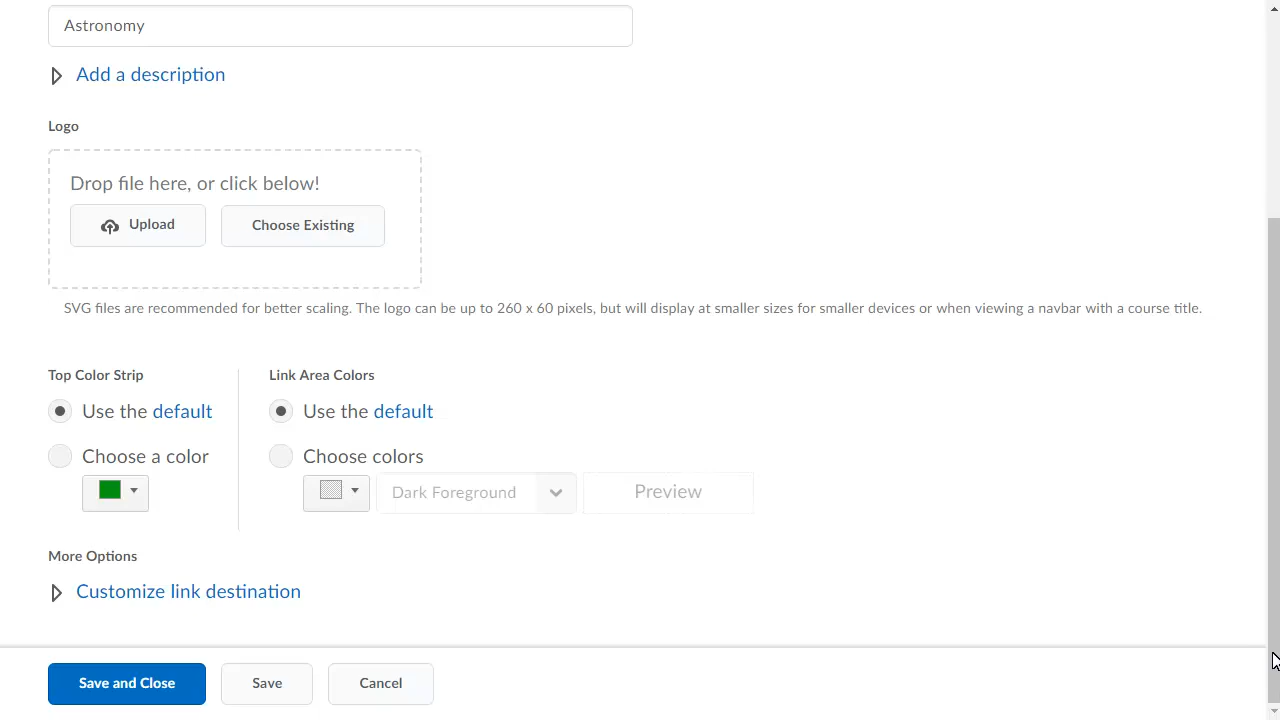 Astronomy
Add a description
Logo
Drop file here, or click below!
Upload
Choose Existing
SVG files are recommended for better scaling. The logo can be up to 260 x 60 pixels, but will display at smaller sizes for smaller devices or when viewing a navbar with a course title.
Top Color Strip
Use the default
Choose a color
Link Area Colors
Use the default
Choose colors
Dark Foreground
Preview
More Options
Customize link destination
Save and Close
Save
Cancel